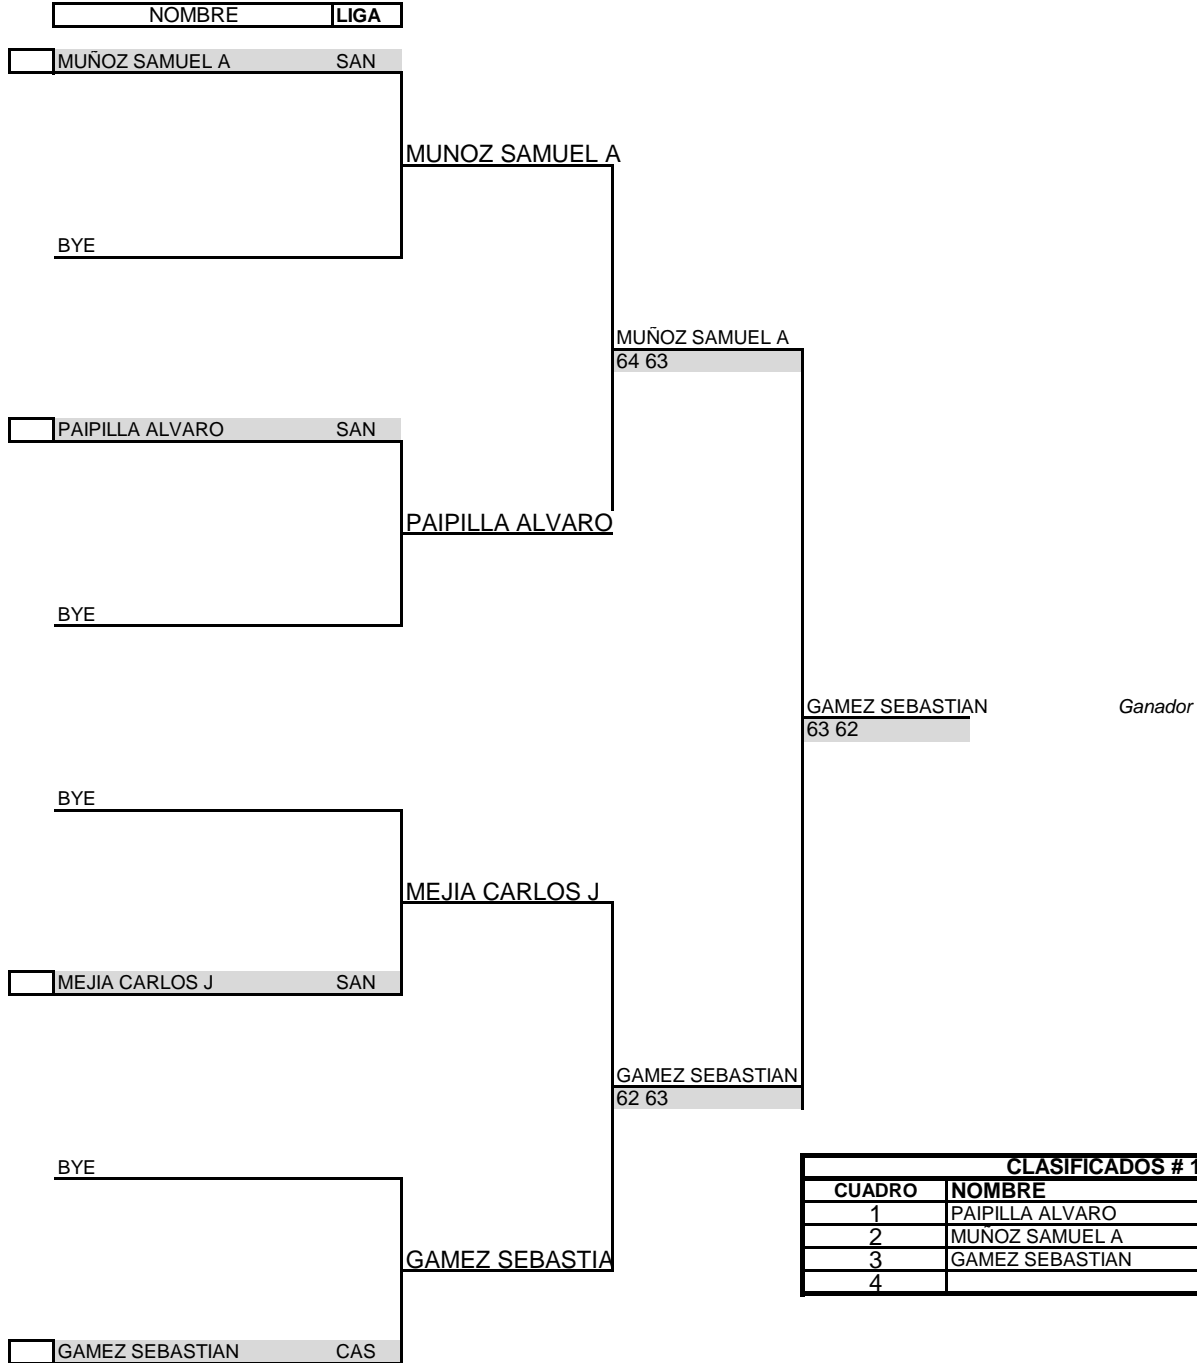 NOMBRE LIGA
MUÑOZ SAMUEL A SAN
MUNOZ SAMUEL A
BYE
MUÑOZ SAMUEL A
64 63
PAIPILLA ALVARO SAN
PAIPILLA ALVARO
BYE
GAMEZ SEBASTIAN Ganador
63 62
BYE
MEJIA CARLOS J
MEJIA CARLOS J SAN
GAMEZ SEBASTIAN
62 63
BYE
CLASIFICADOS # 1
CUADRO NOMBRE
1 PAIPILLA ALVARO
2 MUÑOZ SAMUEL A
3 GAMEZ SEBASTIAN
4
GAMEZ SEBASTIA
GAMEZ SEBASTIAN CAS